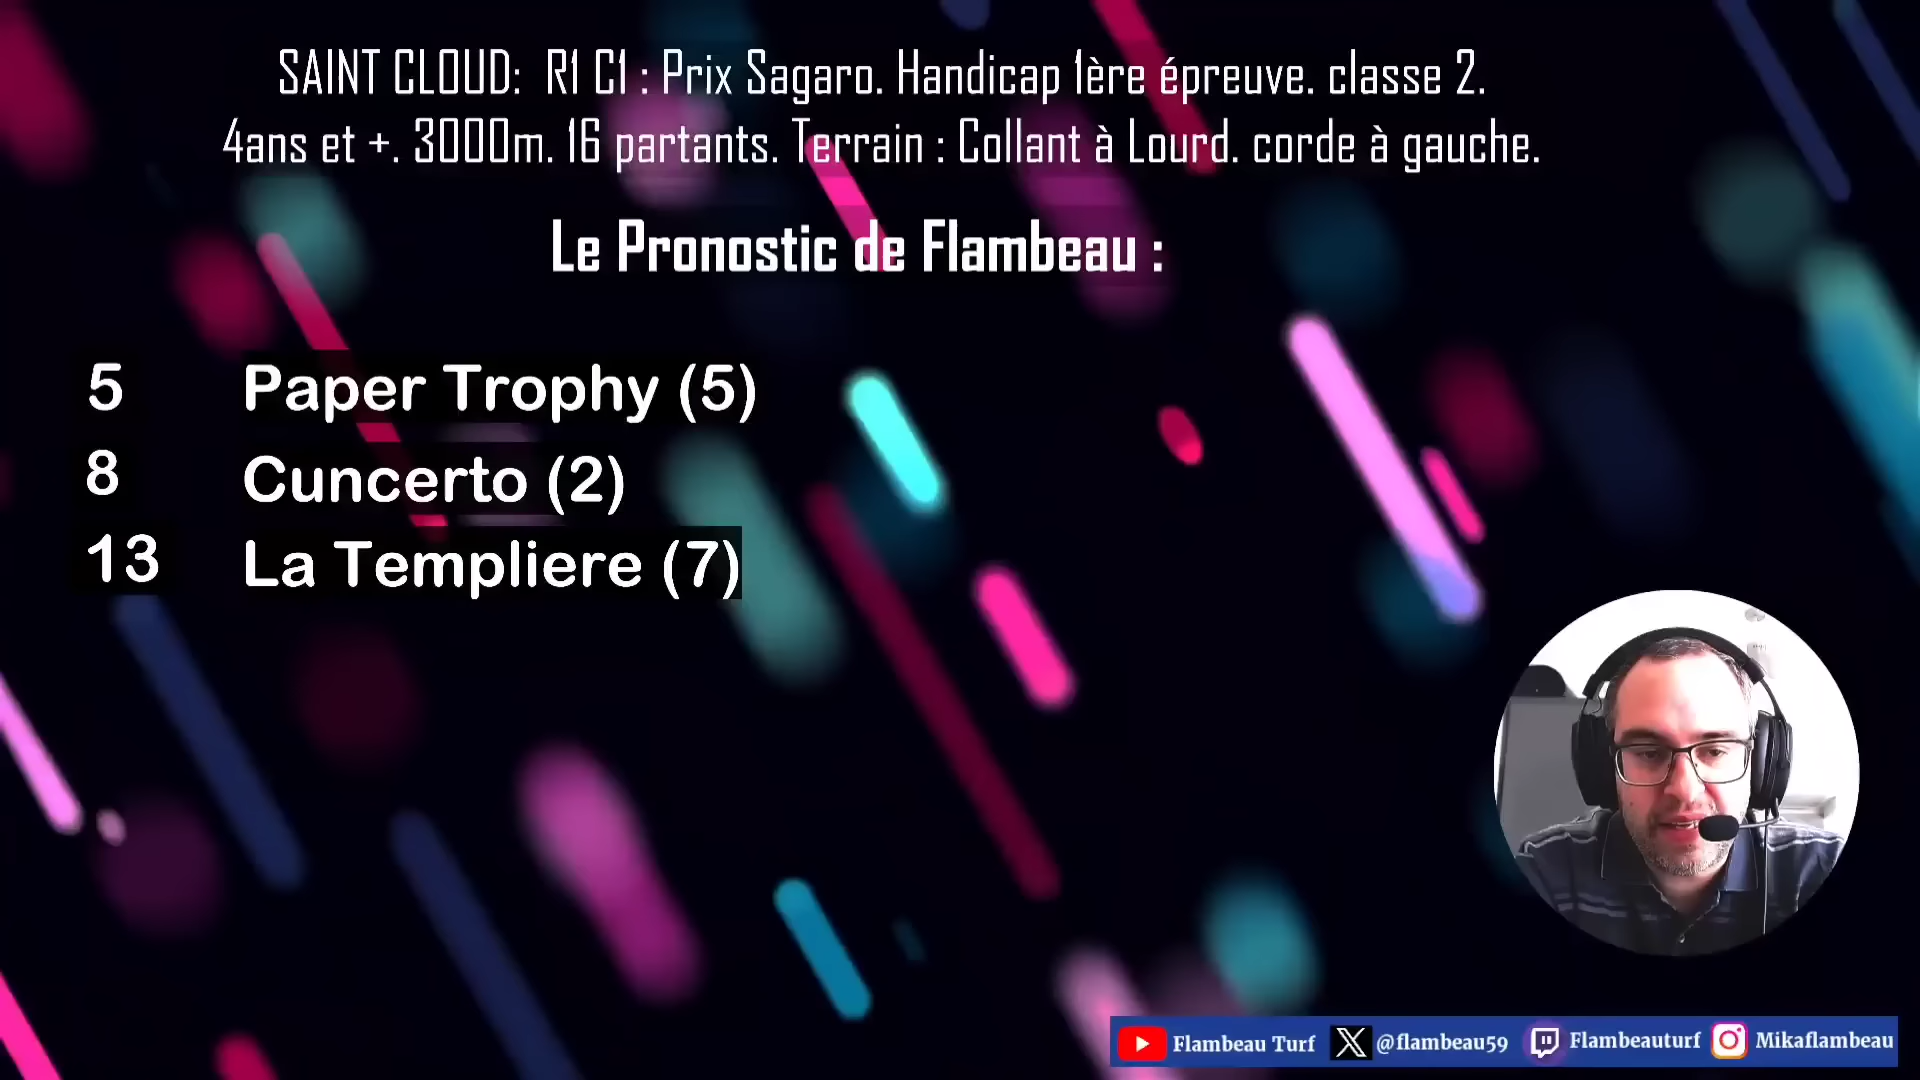 SAINT CLOUD: R1 C1 : Prix Sagaro. Handicap 1ère épreuve. classe 2.
4ans et +. 3000m. 16 partants. Terrain : Collant à Lourd. corde à gauche.
Le Pronostic de Flambeau :
5 Paper Trophy (5)
8 Cuncerto (2)
13 La Templiere (7)
Flambeau Turf @flambeau59 Flambeauturf Mikaflambeau